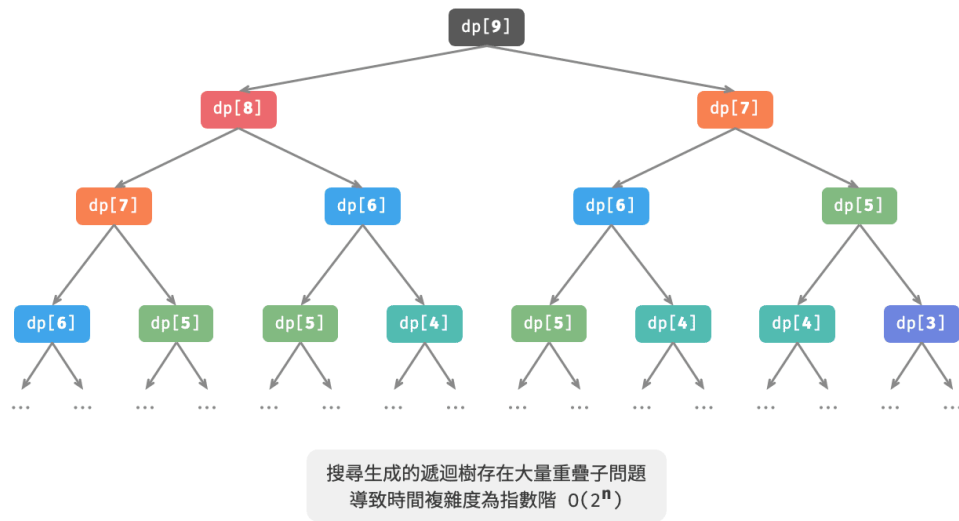 dp[9]
dp[8] dp[7]
dp[7] dp[6] dp[6] dp[5]
dp[6] dp[5] dp[5] dp[4] dp[5] dp[4] dp[4] dp[3]
... ... ... ... ... ... ... ... ... ... ... ... ... ... ... ...
搜尋生成的遞迴樹存在大量重疊子問題
導致時間複雜度為指數階 O(2ⁿ)